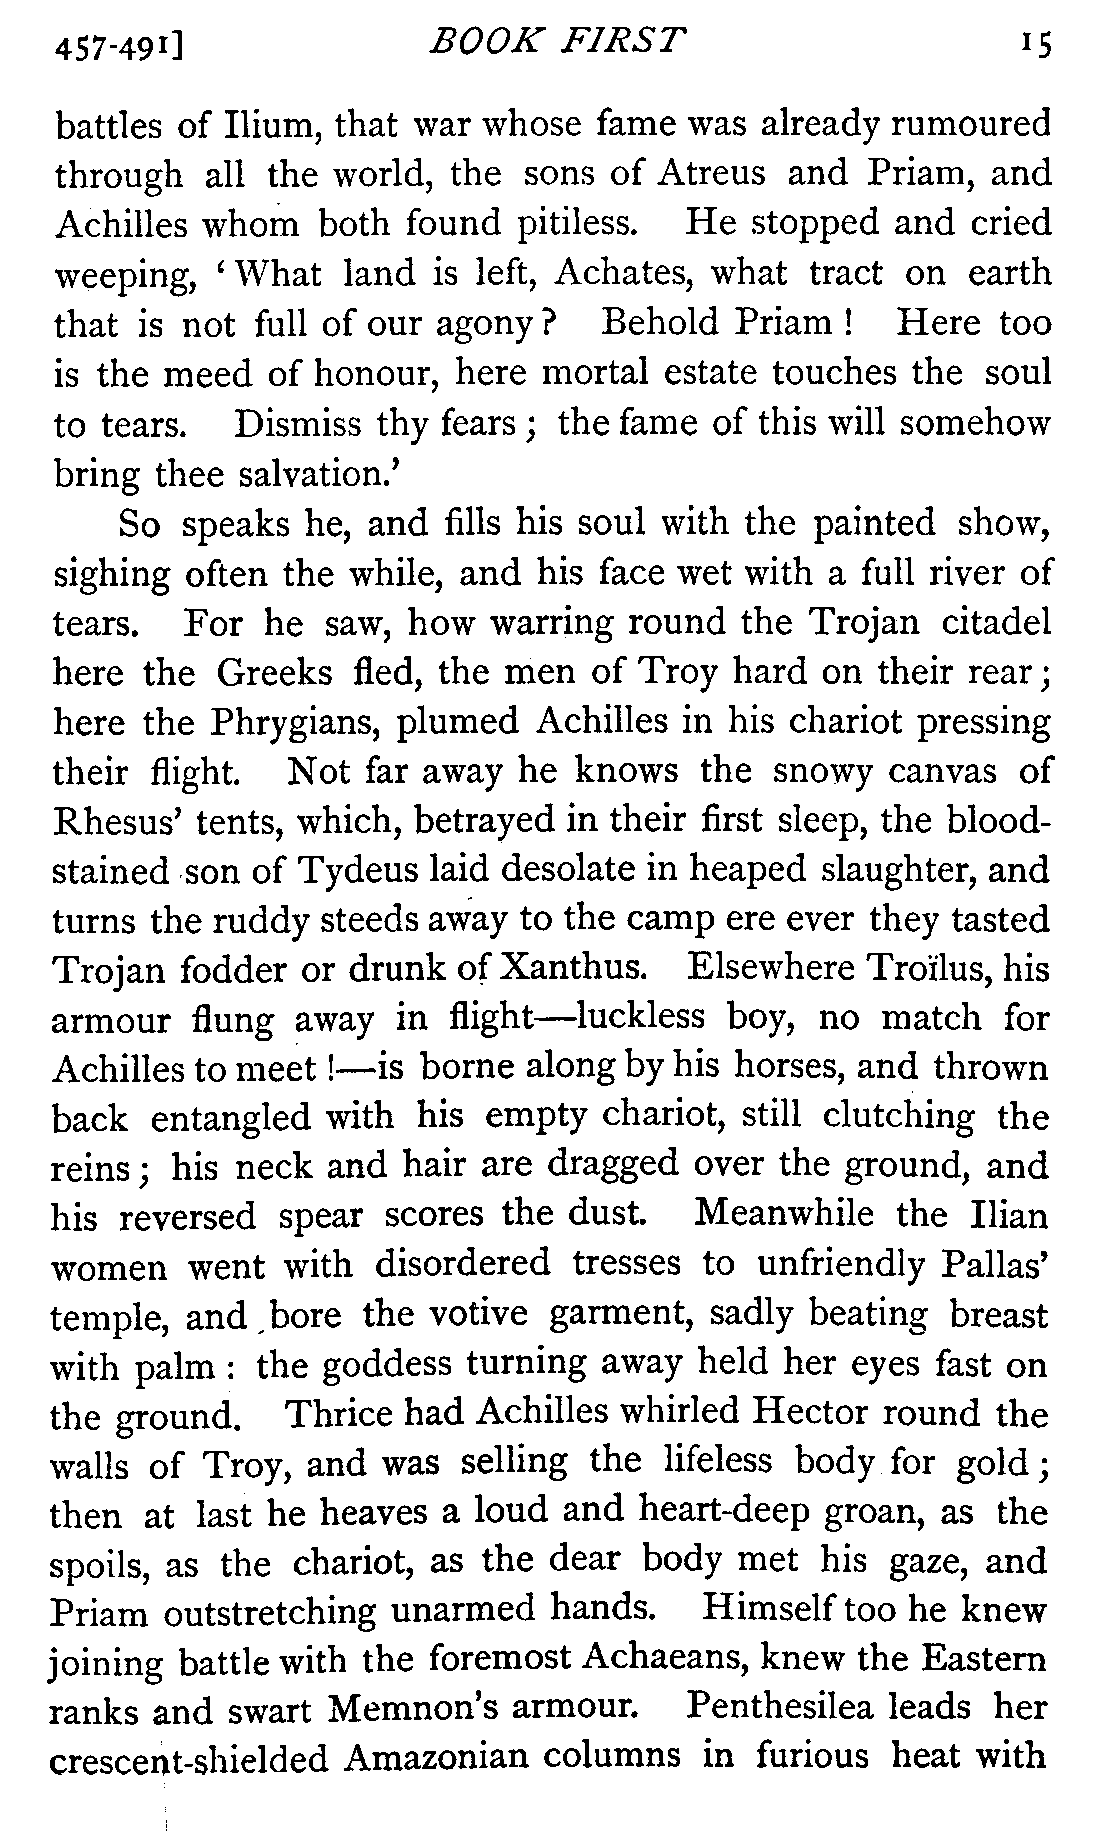 457-491] BOOK FIRST 15
battles of Ilium, that war whose fame was already rumoured
through all the world, the sons of Atreus and Priam, and
Achilles whom both found pitiless. He stopped and cried
weeping, ‘What land is left, Achates, what tract on earth
that is not full of our agony? Behold Priam! Here too
is the meed of honour, here mortal estate touches the soul
to tears. Dismiss thy fears; the fame of this will somehow
bring thee salvation.’
So speaks he, and fills his soul with the painted show,
sighing often the while, and his face wet with a full river of
tears. For he saw, how warring round the Trojan citadel
here the Greeks fled, the men of Troy hard on their rear;
here the Phrygians, plumed Achilles in his chariot pressing
their flight. Not far away he knows the snowy canvas of
Rhesus’ tents, which, betrayed in their first sleep, the blood-
stained son of Tydeus laid desolate in heaped slaughter, and
turns the ruddy steeds away to the camp ere ever they tasted
Trojan fodder or drunk of Xanthus. Elsewhere Troïlus, his
armour flung away in flight—luckless boy, no match for
Achilles to meet!—is borne along by his horses, and thrown
back entangled with his empty chariot, still clutching the
reins; his neck and hair are dragged over the ground, and
his reversed spear scores the dust. Meanwhile the Ilian
women went with disordered tresses to unfriendly Pallas’
temple, and bore the votive garment, sadly beating breast
with palm: the goddess turning away held her eyes fast on
the ground. Thrice had Achilles whirled Hector round the
walls of Troy, and was selling the lifeless body for gold;
then at last he heaves a loud and heart-deep groan, as the
spoils, as the chariot, as the dear body met his gaze, and
Priam outstretching unarmed hands. Himself too he knew
joining battle with the foremost Achaeans, knew the Eastern
ranks and swart Memnon’s armour. Penthesilea leads her
crescent-shielded Amazonian columns in furious heat with